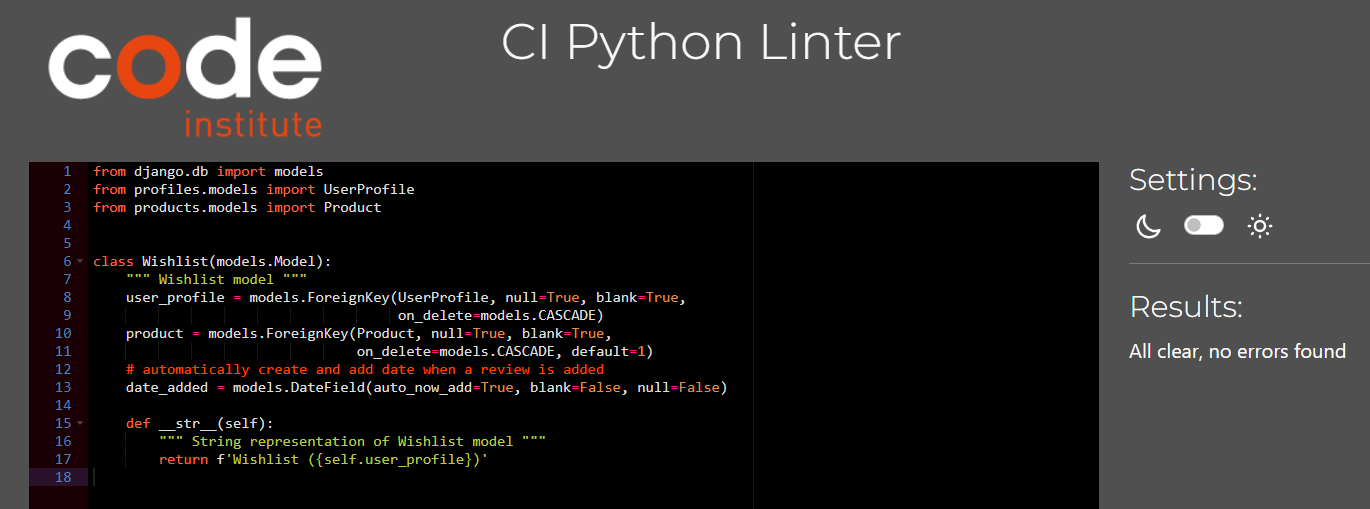 code
institute
CI Python Linter
1 from django.db import models
2 from profiles.models import UserProfile
3 from products.models import Product
4
5
6 class Wishlist(models.Model):
7     """ Wishlist model """
8     user_profile = models.ForeignKey(UserProfile, null=True, blank=True,
9                                      on_delete=models.CASCADE)
10     product = models.ForeignKey(Product, null=True, blank=True,
11                                 on_delete=models.CASCADE, default=1)
12     # automatically create and add date when a review is added
13     date_added = models.DateField(auto_now_add=True, blank=False, null=False)
14
15     def __str__(self):
16         """ String representation of Wishlist model """
17         return f'Wishlist ({self.user_profile})'
18
Settings:
Results:
All clear, no errors found